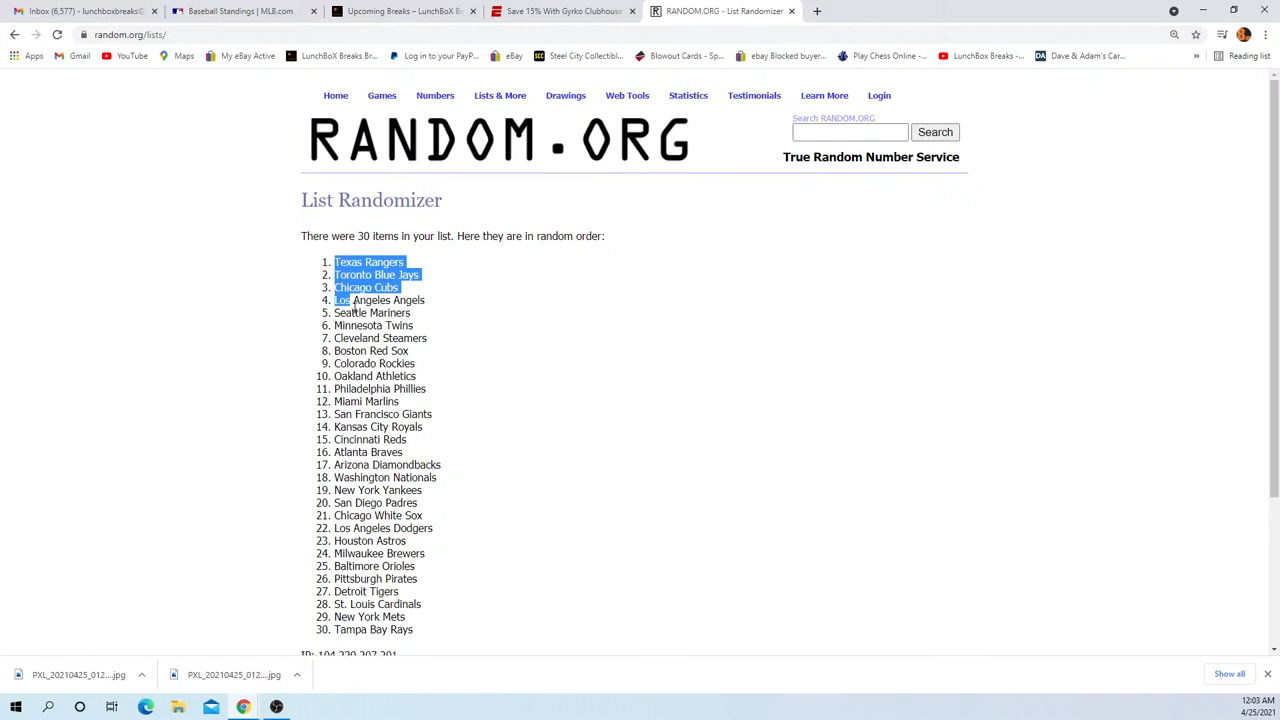 Inbox (6,577) - lunchboxbreaks@
Baseball Standings | MLB.com
Upcoming Breaks – LunchBoX Br
Save 15% With Gyrko Clubhouse
RANDOM.ORG - List Randomizer
random.org/lists/
Apps
Gmail
YouTube
Maps
My eBay Active
LunchBoX Breaks Br...
Log in to your PayP...
eBay
Steel City Collectibl...
Blowout Cards - Sp...
ebay Blocked buyer...
Play Chess Online -...
LunchBox Breaks -...
Dave & Adam's Car...
Reading list
Home
Games
Numbers
Lists & More
Drawings
Web Tools
Statistics
Testimonials
Learn More
Login
RANDOM.ORG
Search RANDOM.ORG
Search
True Random Number Service
List Randomizer
There were 30 items in your list. Here they are in random order:
1. Texas Rangers
2. Toronto Blue Jays
3. Chicago Cubs
4. Los Angeles Angels
5. Seattle Mariners
6. Minnesota Twins
7. Cleveland Steamers
8. Boston Red Sox
9. Colorado Rockies
10. Oakland Athletics
11. Philadelphia Phillies
12. Miami Marlins
13. San Francisco Giants
14. Kansas City Royals
15. Cincinnati Reds
16. Atlanta Braves
17. Arizona Diamondbacks
18. Washington Nationals
19. New York Yankees
20. San Diego Padres
21. Chicago White Sox
22. Los Angeles Dodgers
23. Houston Astros
24. Milwaukee Brewers
25. Baltimore Orioles
26. Pittsburgh Pirates
27. Detroit Tigers
28. St. Louis Cardinals
29. New York Mets
30. Tampa Bay Rays
IP: 104.220.207.201
PXL_20210425_012....jpg
PXL_20210425_012....jpg
Show all
12:03 AM
4/25/2021